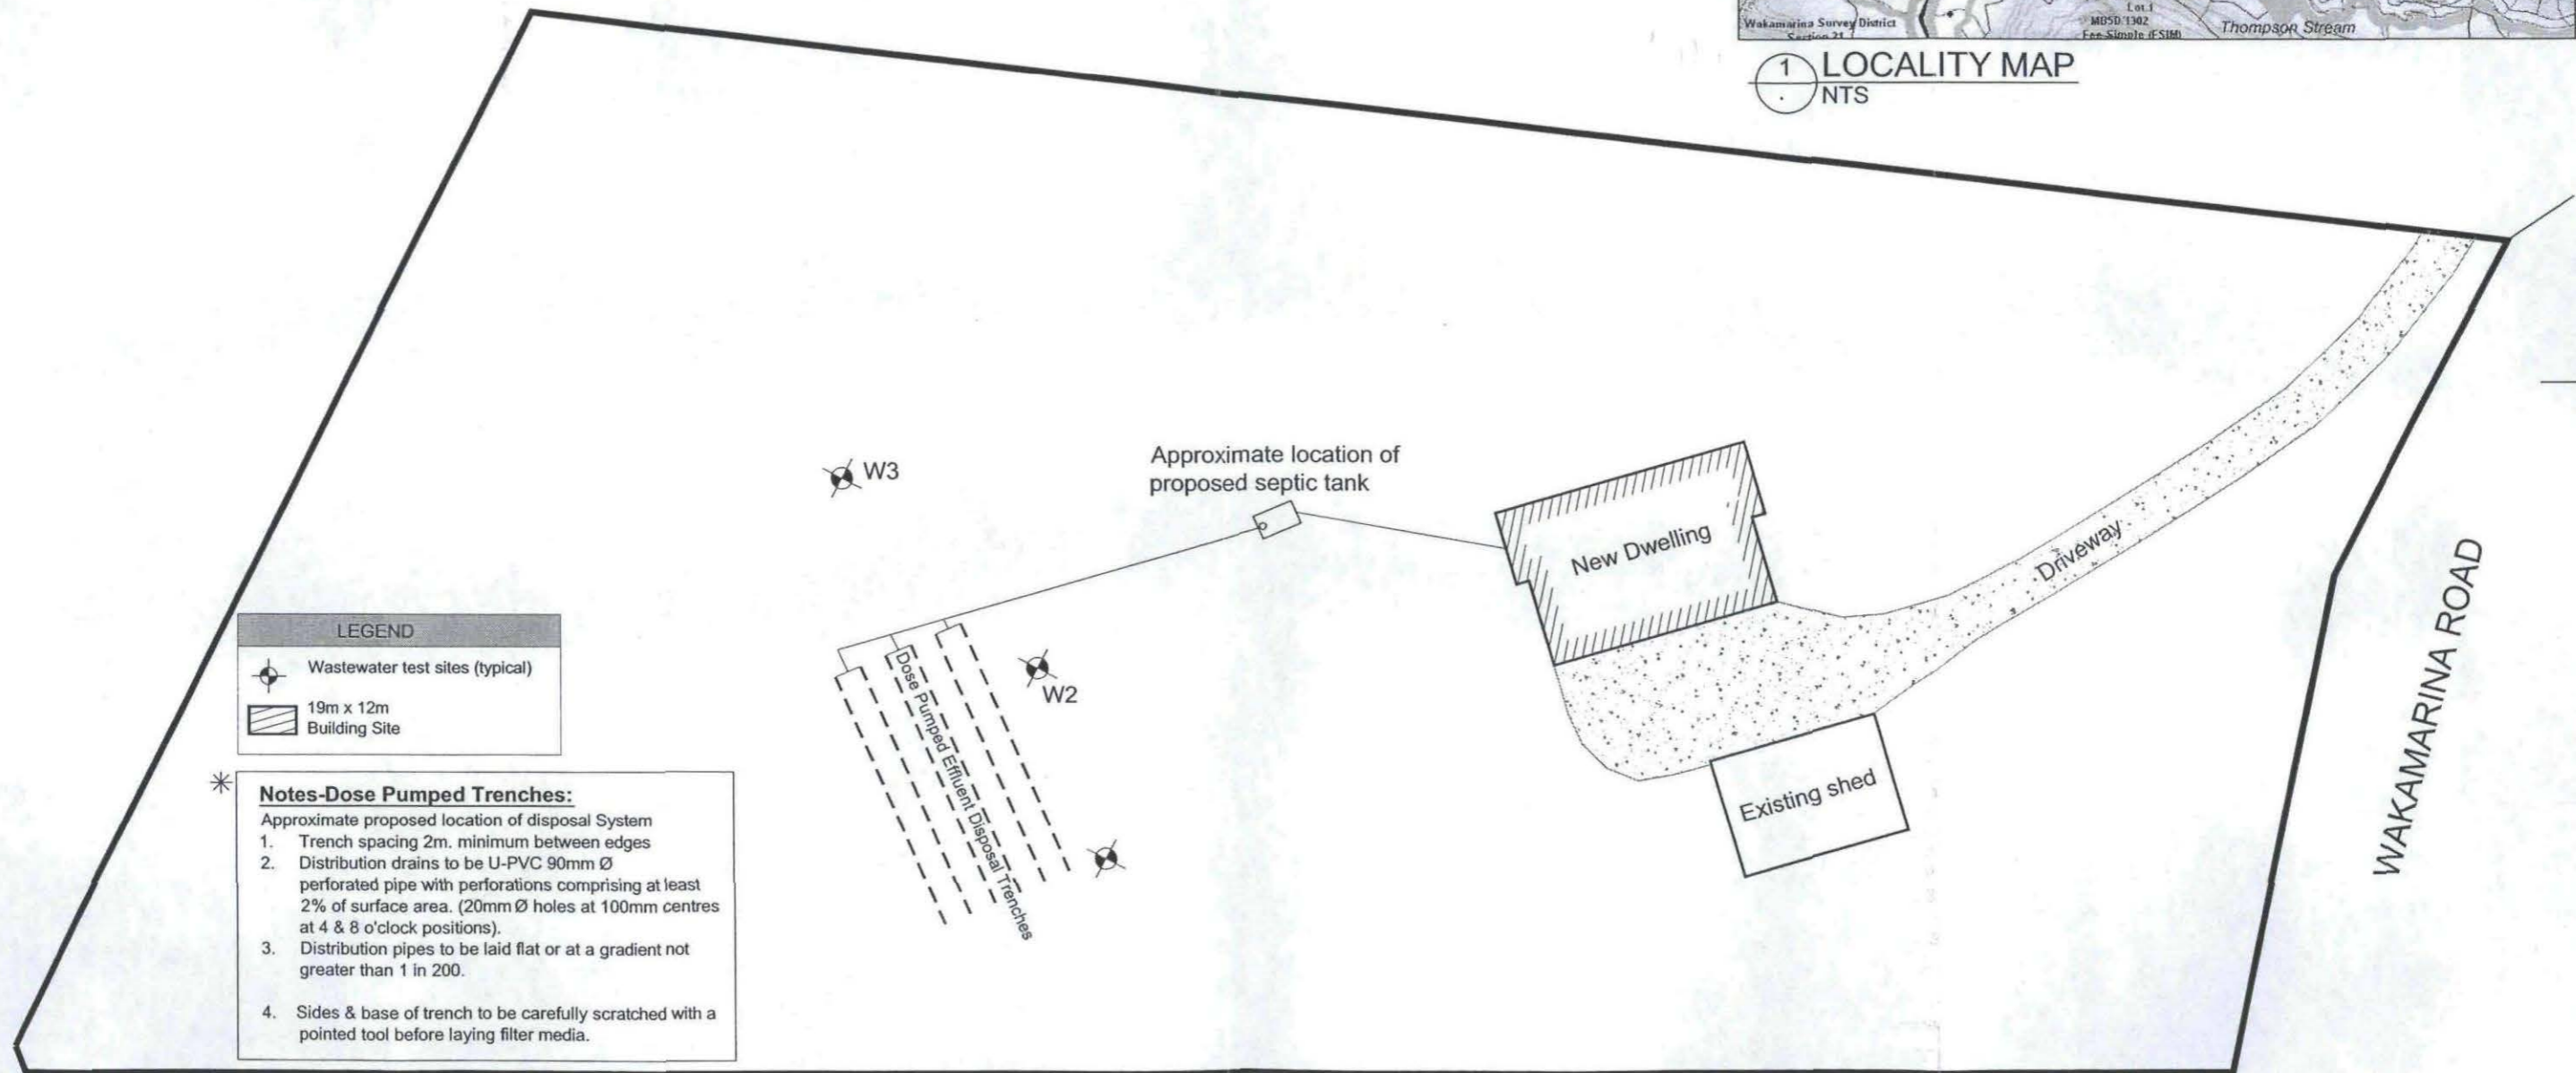 Wakamarina Survey District
Section 21
Lot 1
MBSD 1302
Fee Simple (FSIM)
Thompson Stream
1
LOCALITY MAP
NTS
W3
Approximate location of
proposed septic tank
New Dwelling
Driveway
WAKAMARINA ROAD
LEGEND
Wastewater test sites (typical)
19m x 12m
Building Site
Dose Pumped Effluent Disposal Trenches
W2
Existing shed
Notes-Dose Pumped Trenches:
Approximate proposed location of disposal System
1. Trench spacing 2m. minimum between edges
2. Distribution drains to be U-PVC 90mm Ø
perforated pipe with perforations comprising at least
2% of surface area. (20mm Ø holes at 100mm centres
at 4 & 8 o'clock positions).
3. Distribution pipes to be laid flat or at a gradient not
greater than 1 in 200.
4. Sides & base of trench to be carefully scratched with a
pointed tool before laying filter media.